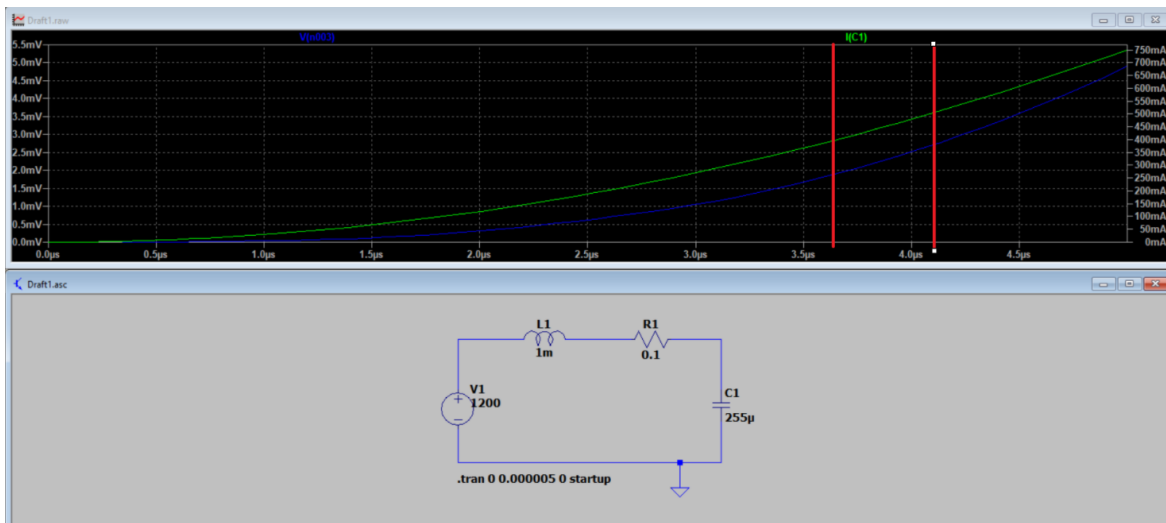 Draft1.raw
V(n003) I(C1)
5.5mV
5.0mV
4.5mV
4.0mV
3.5mV
3.0mV
2.5mV
2.0mV
1.5mV
1.0mV
0.5mV
0.0mV
750mA
700mA
650mA
600mA
550mA
500mA
450mA
400mA
350mA
300mA
250mA
200mA
150mA
100mA
50mA
0mA
0.0µs 0.5µs 1.0µs 1.5µs 2.0µs 2.5µs 3.0µs 3.5µs 4.0µs 4.5µs
Draft1.asc
L1
1m
R1
0.1
V1
1200
C1
255µ
.tran 0 0.000005 0 startup